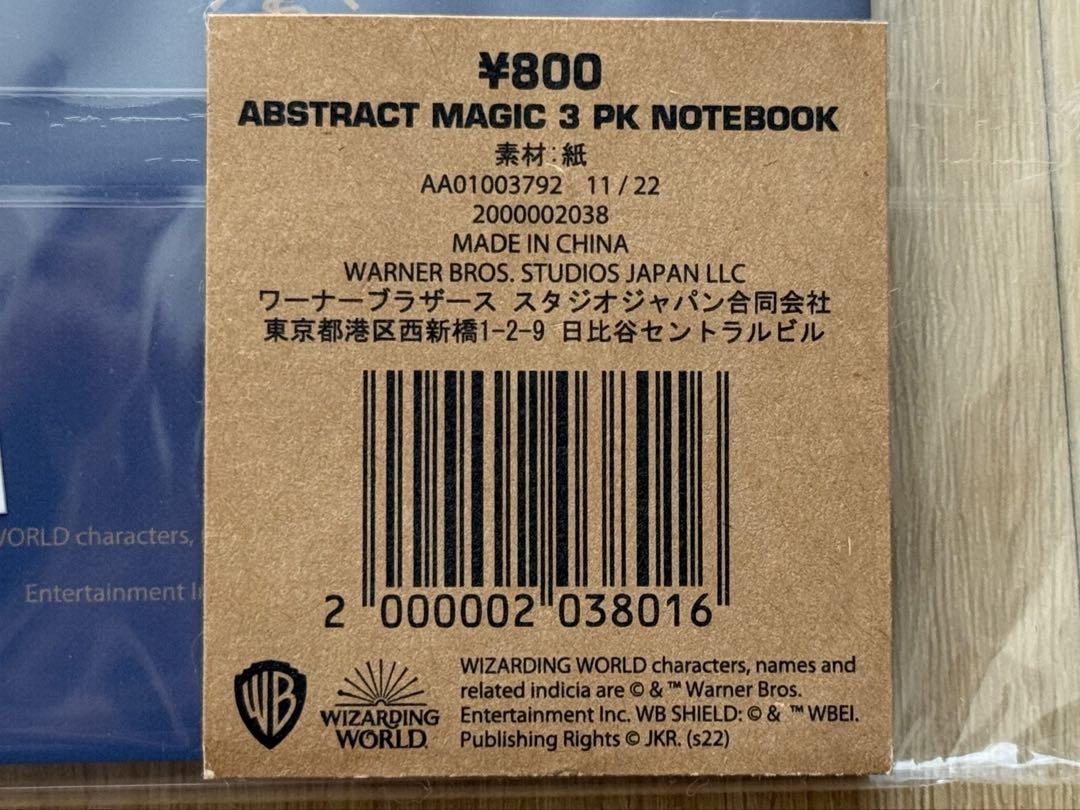 ¥800
ABSTRACT MAGIC 3 PK NOTEBOOK
素材:紙
AA01003792 11 / 22
2000002038
MADE IN CHINA
WARNER BROS. STUDIOS JAPAN LLC
ワーナーブラザース スタジオジャパン合同会社
東京都港区西新橋1-2-9 日比谷セントラルビル
2 000002 038016
WB
WIZARDING
WORLD
WIZARDING WORLD characters, names and
related indicia are © & ™ Warner Bros.
Entertainment Inc. WB SHIELD: © & ™ WBEI.
Publishing Rights © JKR. (s22)
WORLD characters,
Entertainment